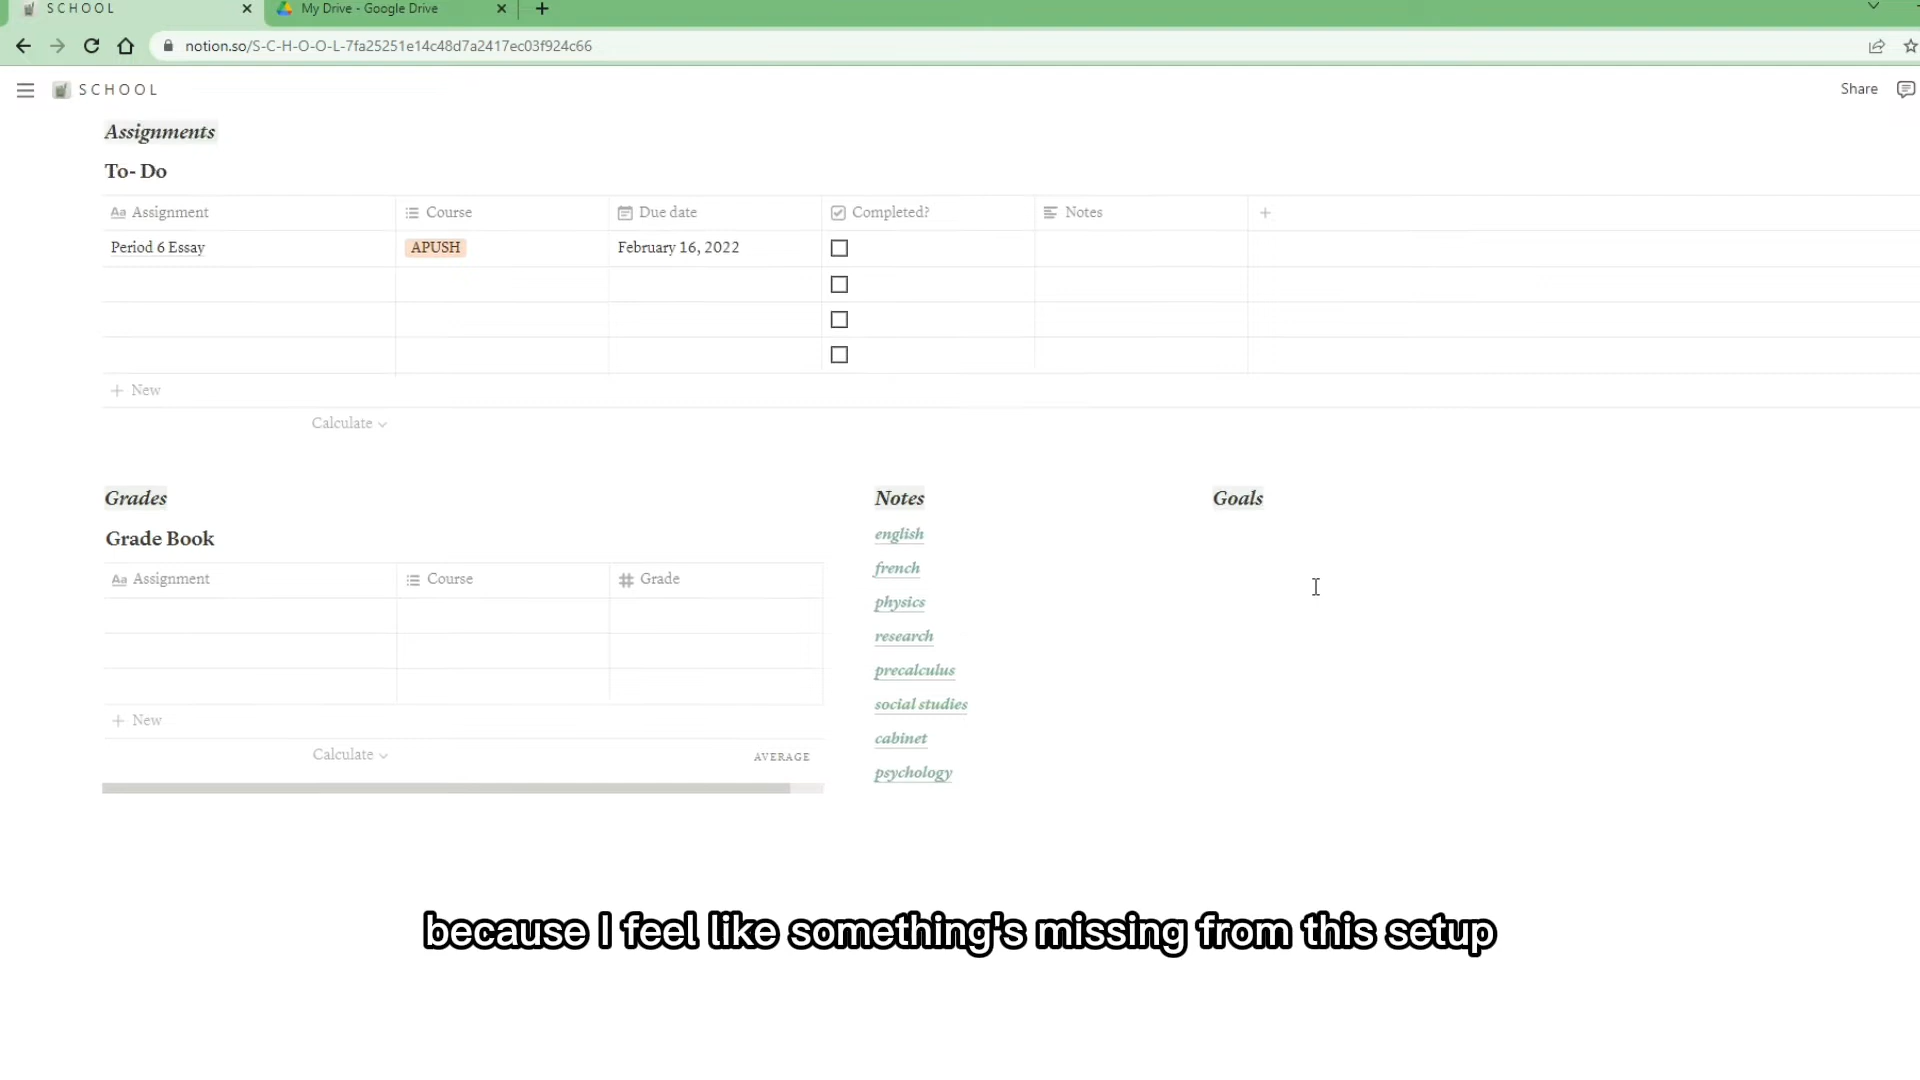 S C H O O L
My Drive - Google Drive
notion.so/S-C-H-O-O-L-7fa25251e14c48d7a2417ec03f924c66
S C H O O L
Share
Assignments
To- Do
Aa Assignment
Course
Due date
Completed?
Notes
Period 6 Essay
APUSH
February 16, 2022
New
Calculate
Grades
Notes
Goals
Grade Book
Aa Assignment
Course
Grade
New
Calculate
AVERAGE
english
french
physics
research
precalculus
social studies
cabinet
psychology
because I feel like something's missing from this setup